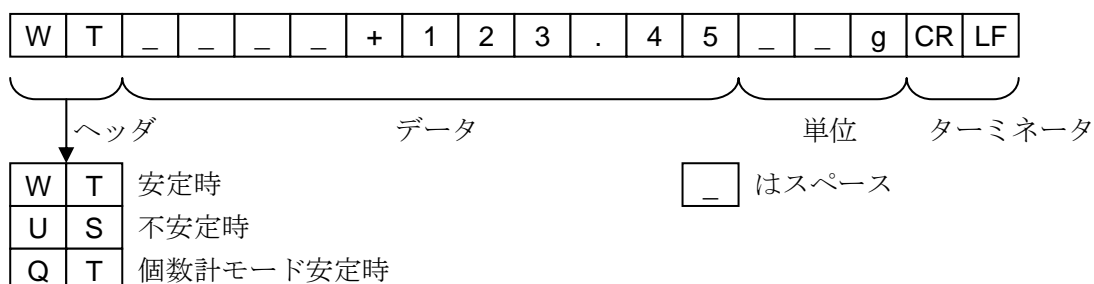 W T _ _ _ _ + 1 2 3 . 4 5 _ _ g CR LF
ヘッダ データ 単位 ターミネータ
W T 安定時 _ はスペース
U S 不安定時
Q T 個数計モード安定時